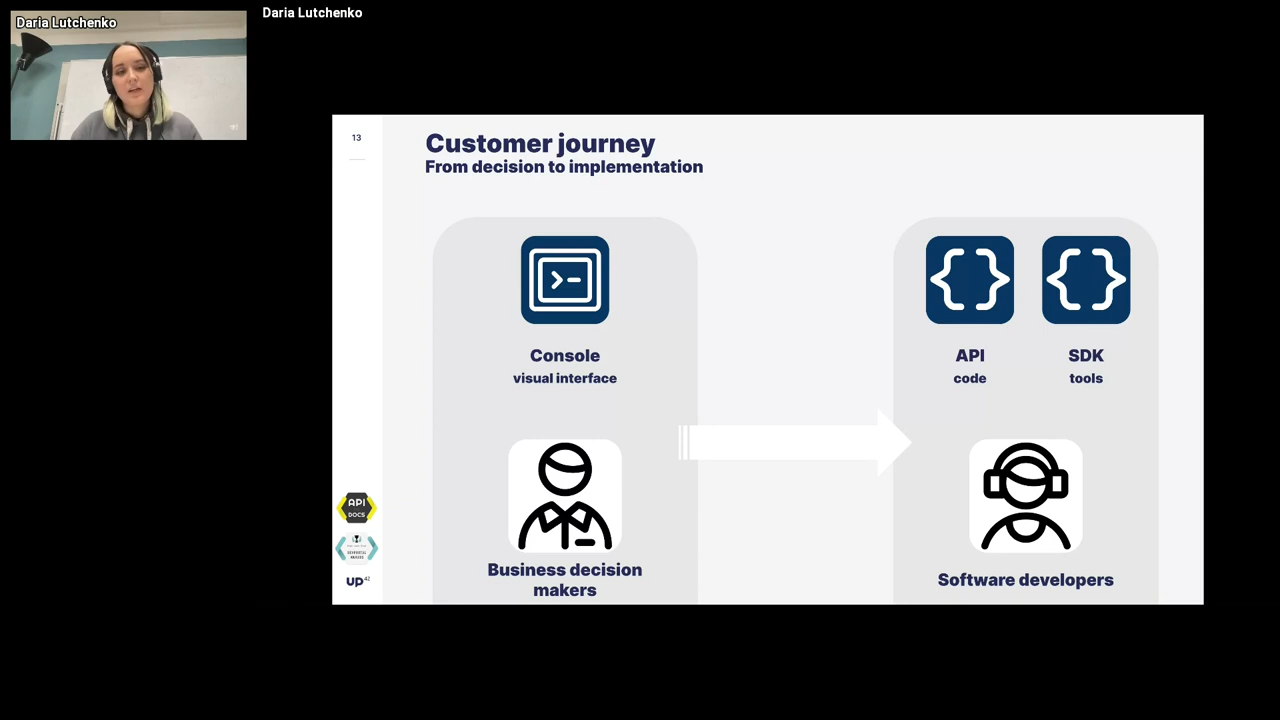 Daria Lutchenko
Daria Lutchenko
13
Customer journey
From decision to implementation
Console
visual interface
API
code
SDK
tools
Business decision
makers
Software developers
API
DOCS
UP42